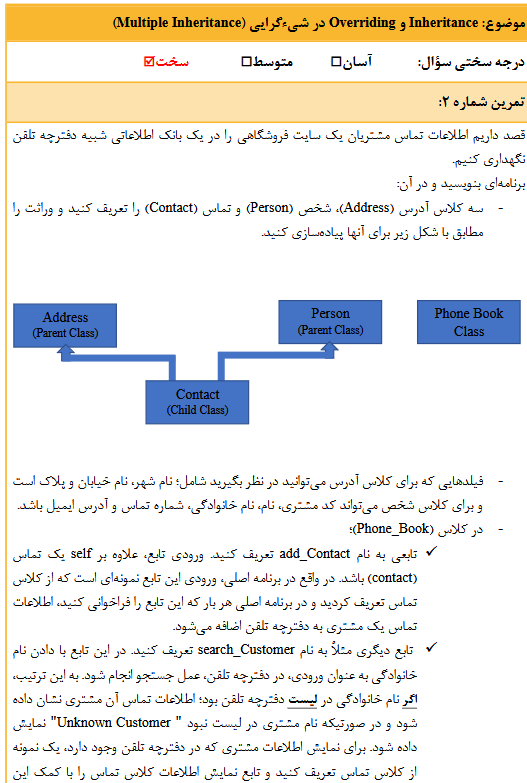 موضوع: Inheritance و Overriding در شیءگرایی (Multiple Inheritance)
درجه سختی سؤال: آسان☐ متوسط☐ سخت☑
تمرین شماره ۲:
قصد داریم اطلاعات تماس مشتریان یک سایت فروشگاهی را در یک بانک اطلاعاتی شبیه دفترچه تلفن
نگهداری کنیم.
برنامه‌ای بنویسید و در آن:
- سه کلاس آدرس (Address)، شخص (Person) و تماس (Contact) را تعریف کنید و وراثت را
مطابق با شکل زیر برای آنها پیاده‌سازی کنید.
Address
(Parent Class)
Person
(Parent Class)
Phone Book
Class
Contact
(Child Class)
- فیلدهایی که برای کلاس آدرس می‌توانید در نظر بگیرید شامل؛ نام شهر، نام خیابان و پلاک است
و برای کلاس شخص می‌تواند کد مشتری، نام، نام خانوادگی، شماره تماس و آدرس ایمیل باشد.
- در کلاس (Phone_Book)؛
✓ تابعی به نام add_Contact تعریف کنید. ورودی تابع، علاوه بر self یک تماس
(contact) باشد. در واقع در برنامه اصلی، ورودی این تابع نمونه‌ای است که از کلاس
تماس تعریف کردید و در برنامه اصلی هر بار که این تابع را فراخوانی کنید، اطلاعات
تماس یک مشتری به دفترچه تلفن اضافه می‌شود.
✓ تابع دیگری مثلاً به نام search_Customer تعریف کنید. در این تابع با دادن نام
خانوادگی به عنوان ورودی، در دفترچه تلفن، عمل جستجو انجام شود. به این ترتیب،
اگر نام خانوادگی در لیست دفترچه تلفن بود؛ اطلاعات تماس آن مشتری نشان داده
شود و در صورتیکه نام مشتری در لیست نبود " Unknown Customer" نمایش
داده شود. برای نمایش اطلاعات مشتری که در دفترچه تلفن وجود دارد، یک نمونه
از کلاس تماس تعریف کنید و تابع نمایش اطلاعات کلاس تماس را با کمک این